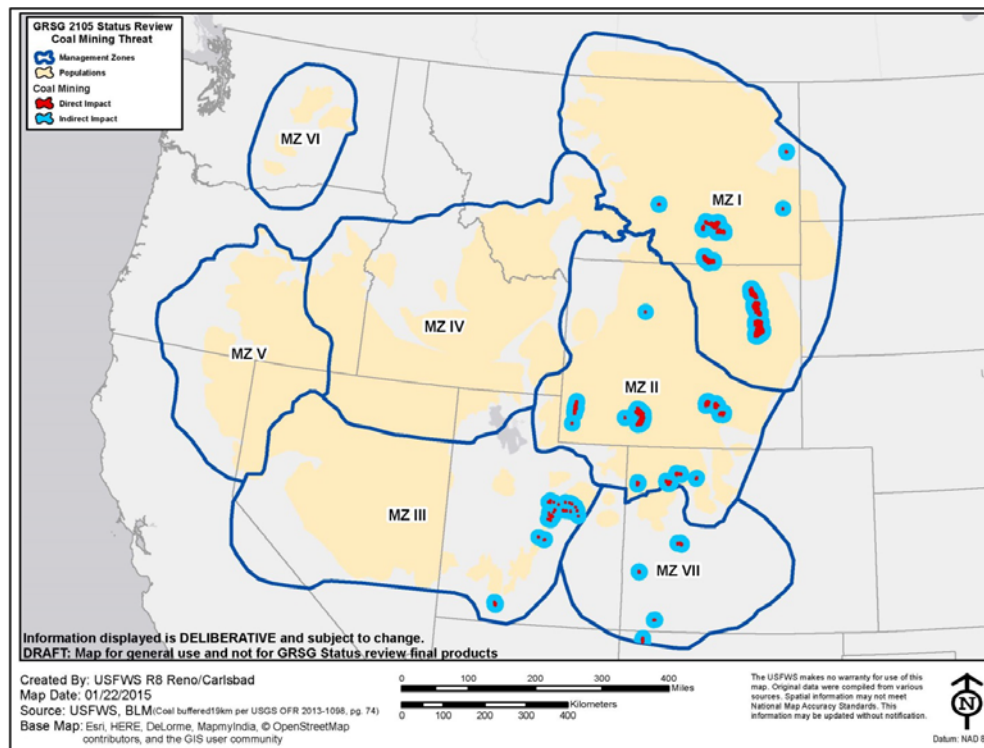 GRSG 2105 Status Review
Coal Mining Threat
Management Zones
Populations
Coal Mining
Direct Impact
Indirect Impact
MZ VI
MZ I
MZ IV
MZ V
MZ II
MZ III
MZ VII
Information displayed is DELIBERATIVE and subject to change.
DRAFT: Map for general use and not for GRSG Status review final products
Created By: USFWS R8 Reno/Carlsbad
Map Date: 01/22/2015
Source: USFWS, BLM (Coal buffered19km per USGS OFR 2013-1098, pg. 74)
Base Map: Esri, HERE, DeLorme, MapmyIndia, © OpenStreetMap
contributors, and the GIS user community
0 100 200 300 400
Miles
Kilometers
0 100 200 300 400
The USFWS makes no warranty for use of this
map. Original data were compiled from various
sources. Spatial information may not meet
National Map Accuracy Standards. This
information may be updated without notification.
N
Datum: NAD 8